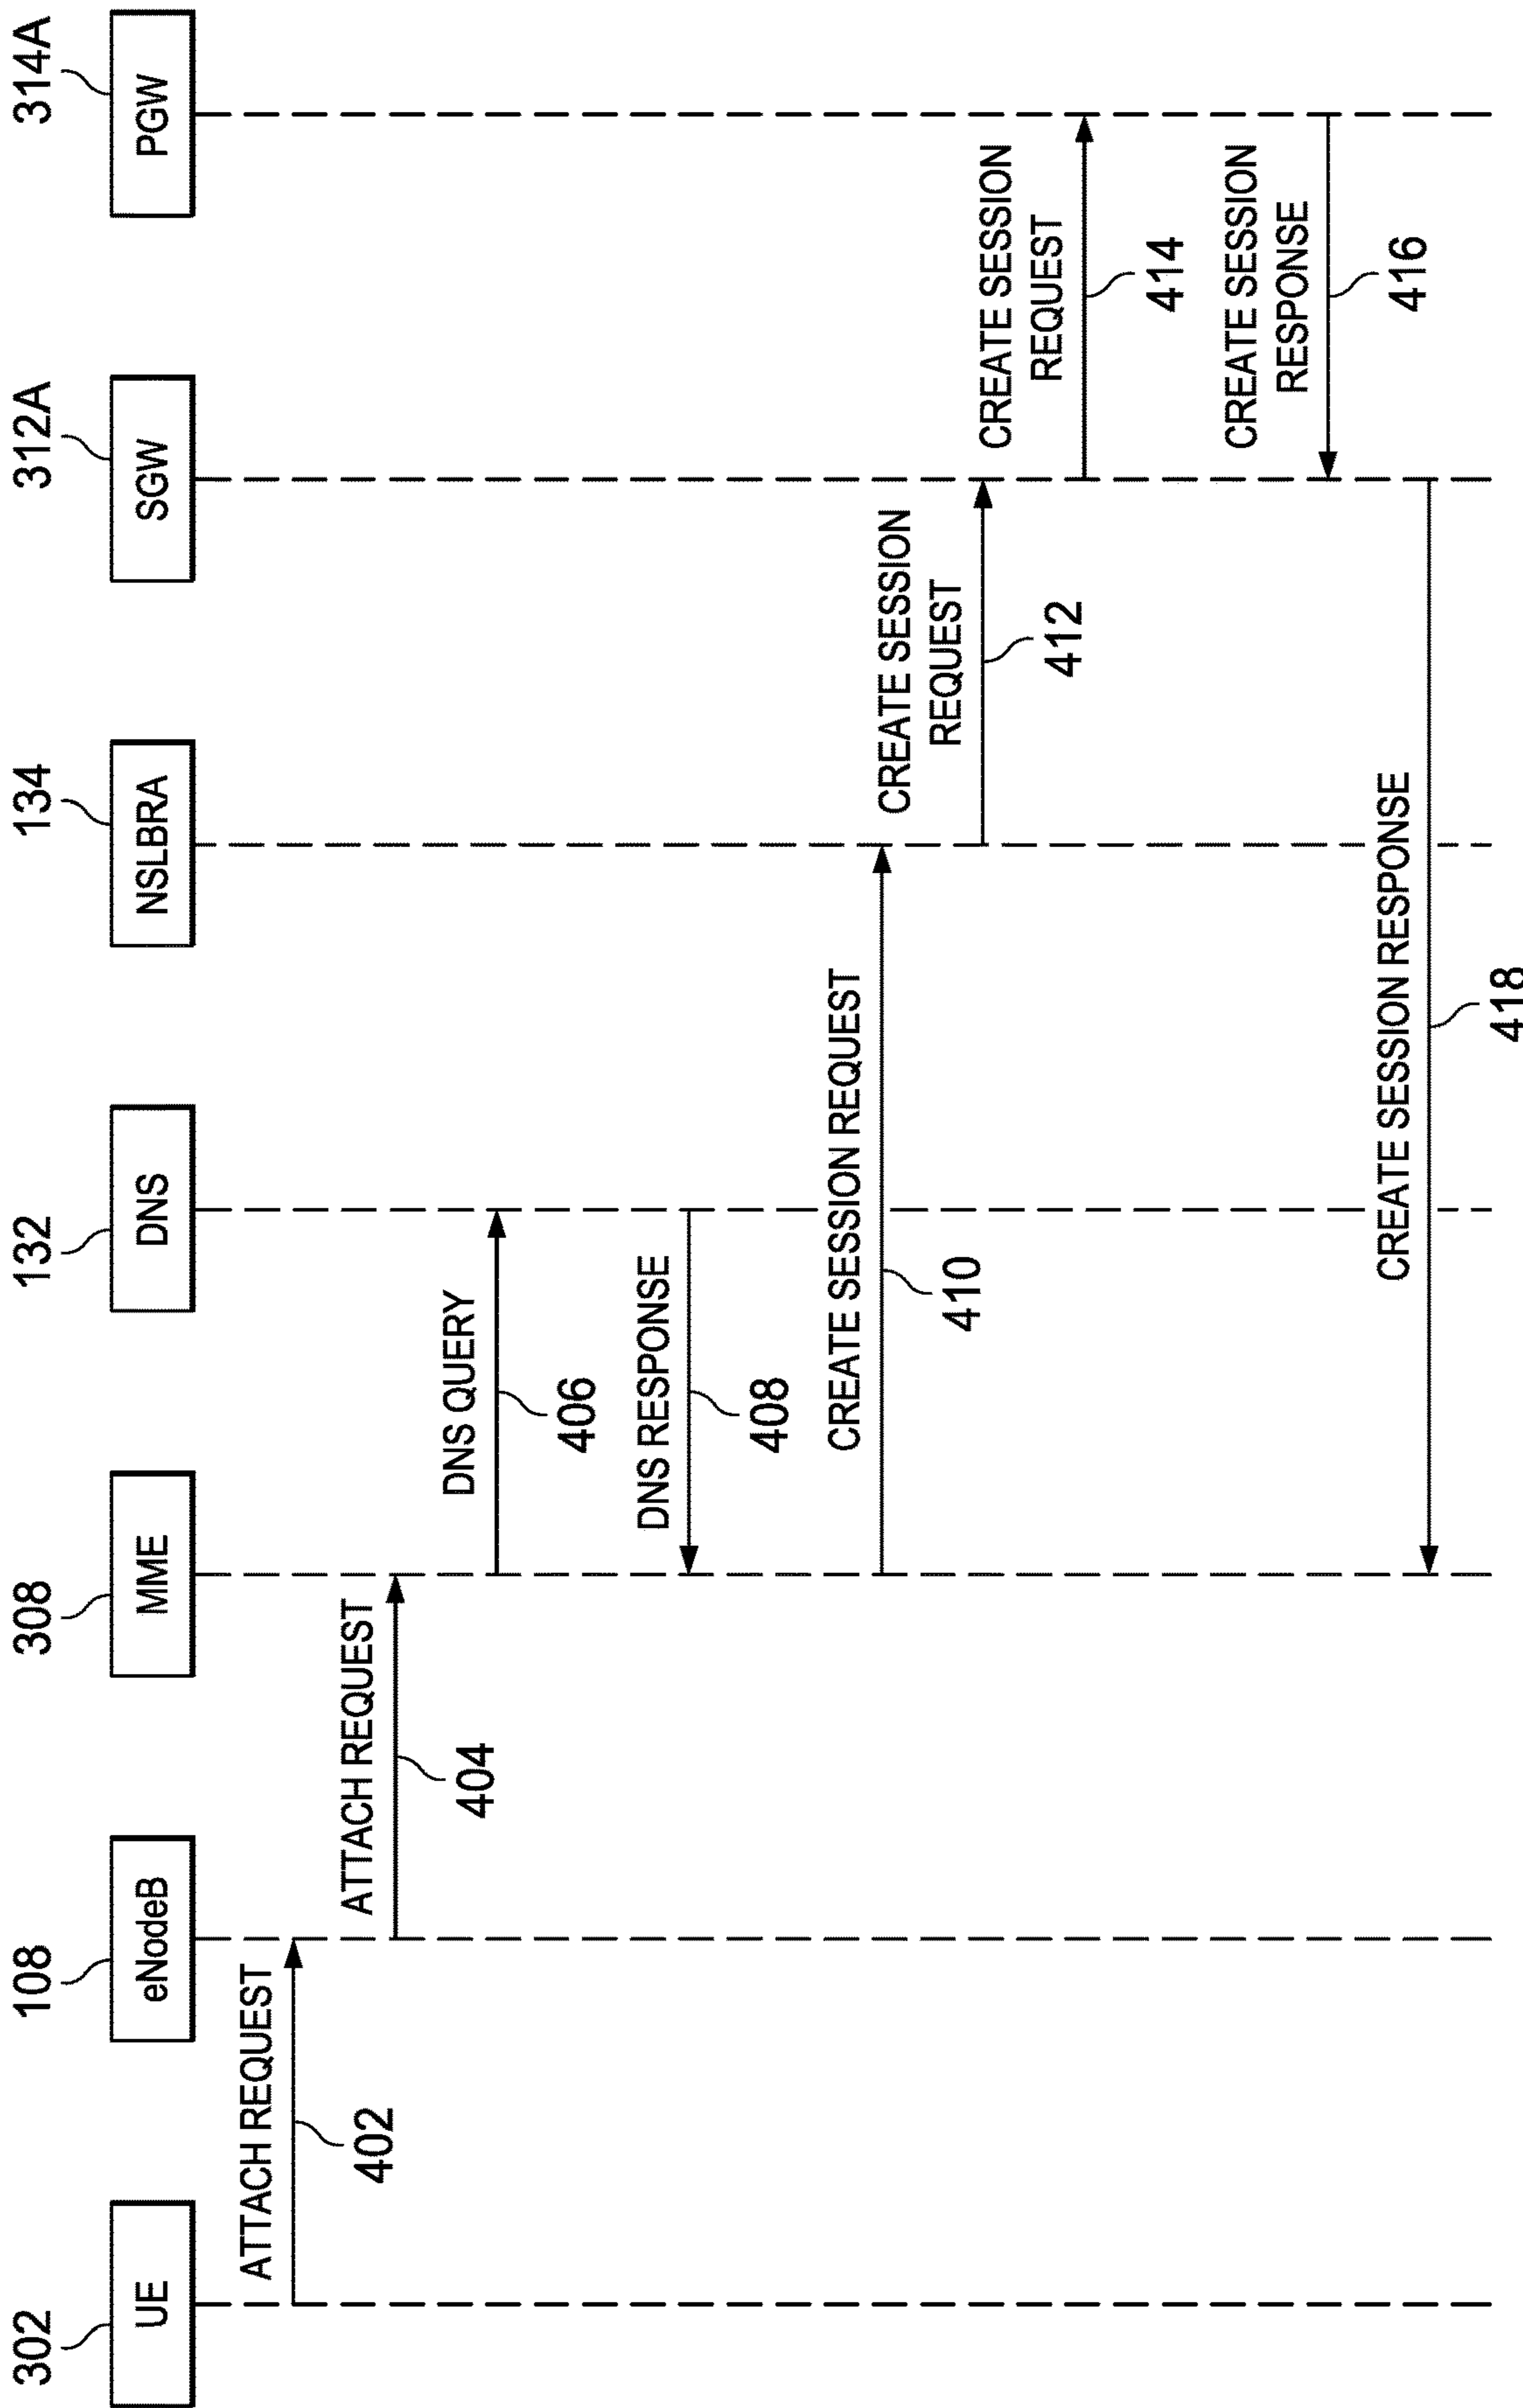 302
108
308
132
134
312A
314A
UE
eNodeB
MME
DNS
NSLBRA
SGW
PGW
ATTACH REQUEST
402
ATTACH REQUEST
404
DNS QUERY
406
DNS RESPONSE
408
CREATE SESSION REQUEST
410
CREATE SESSION
REQUEST
412
CREATE SESSION
REQUEST
414
CREATE SESSION
RESPONSE
416
CREATE SESSION RESPONSE
418